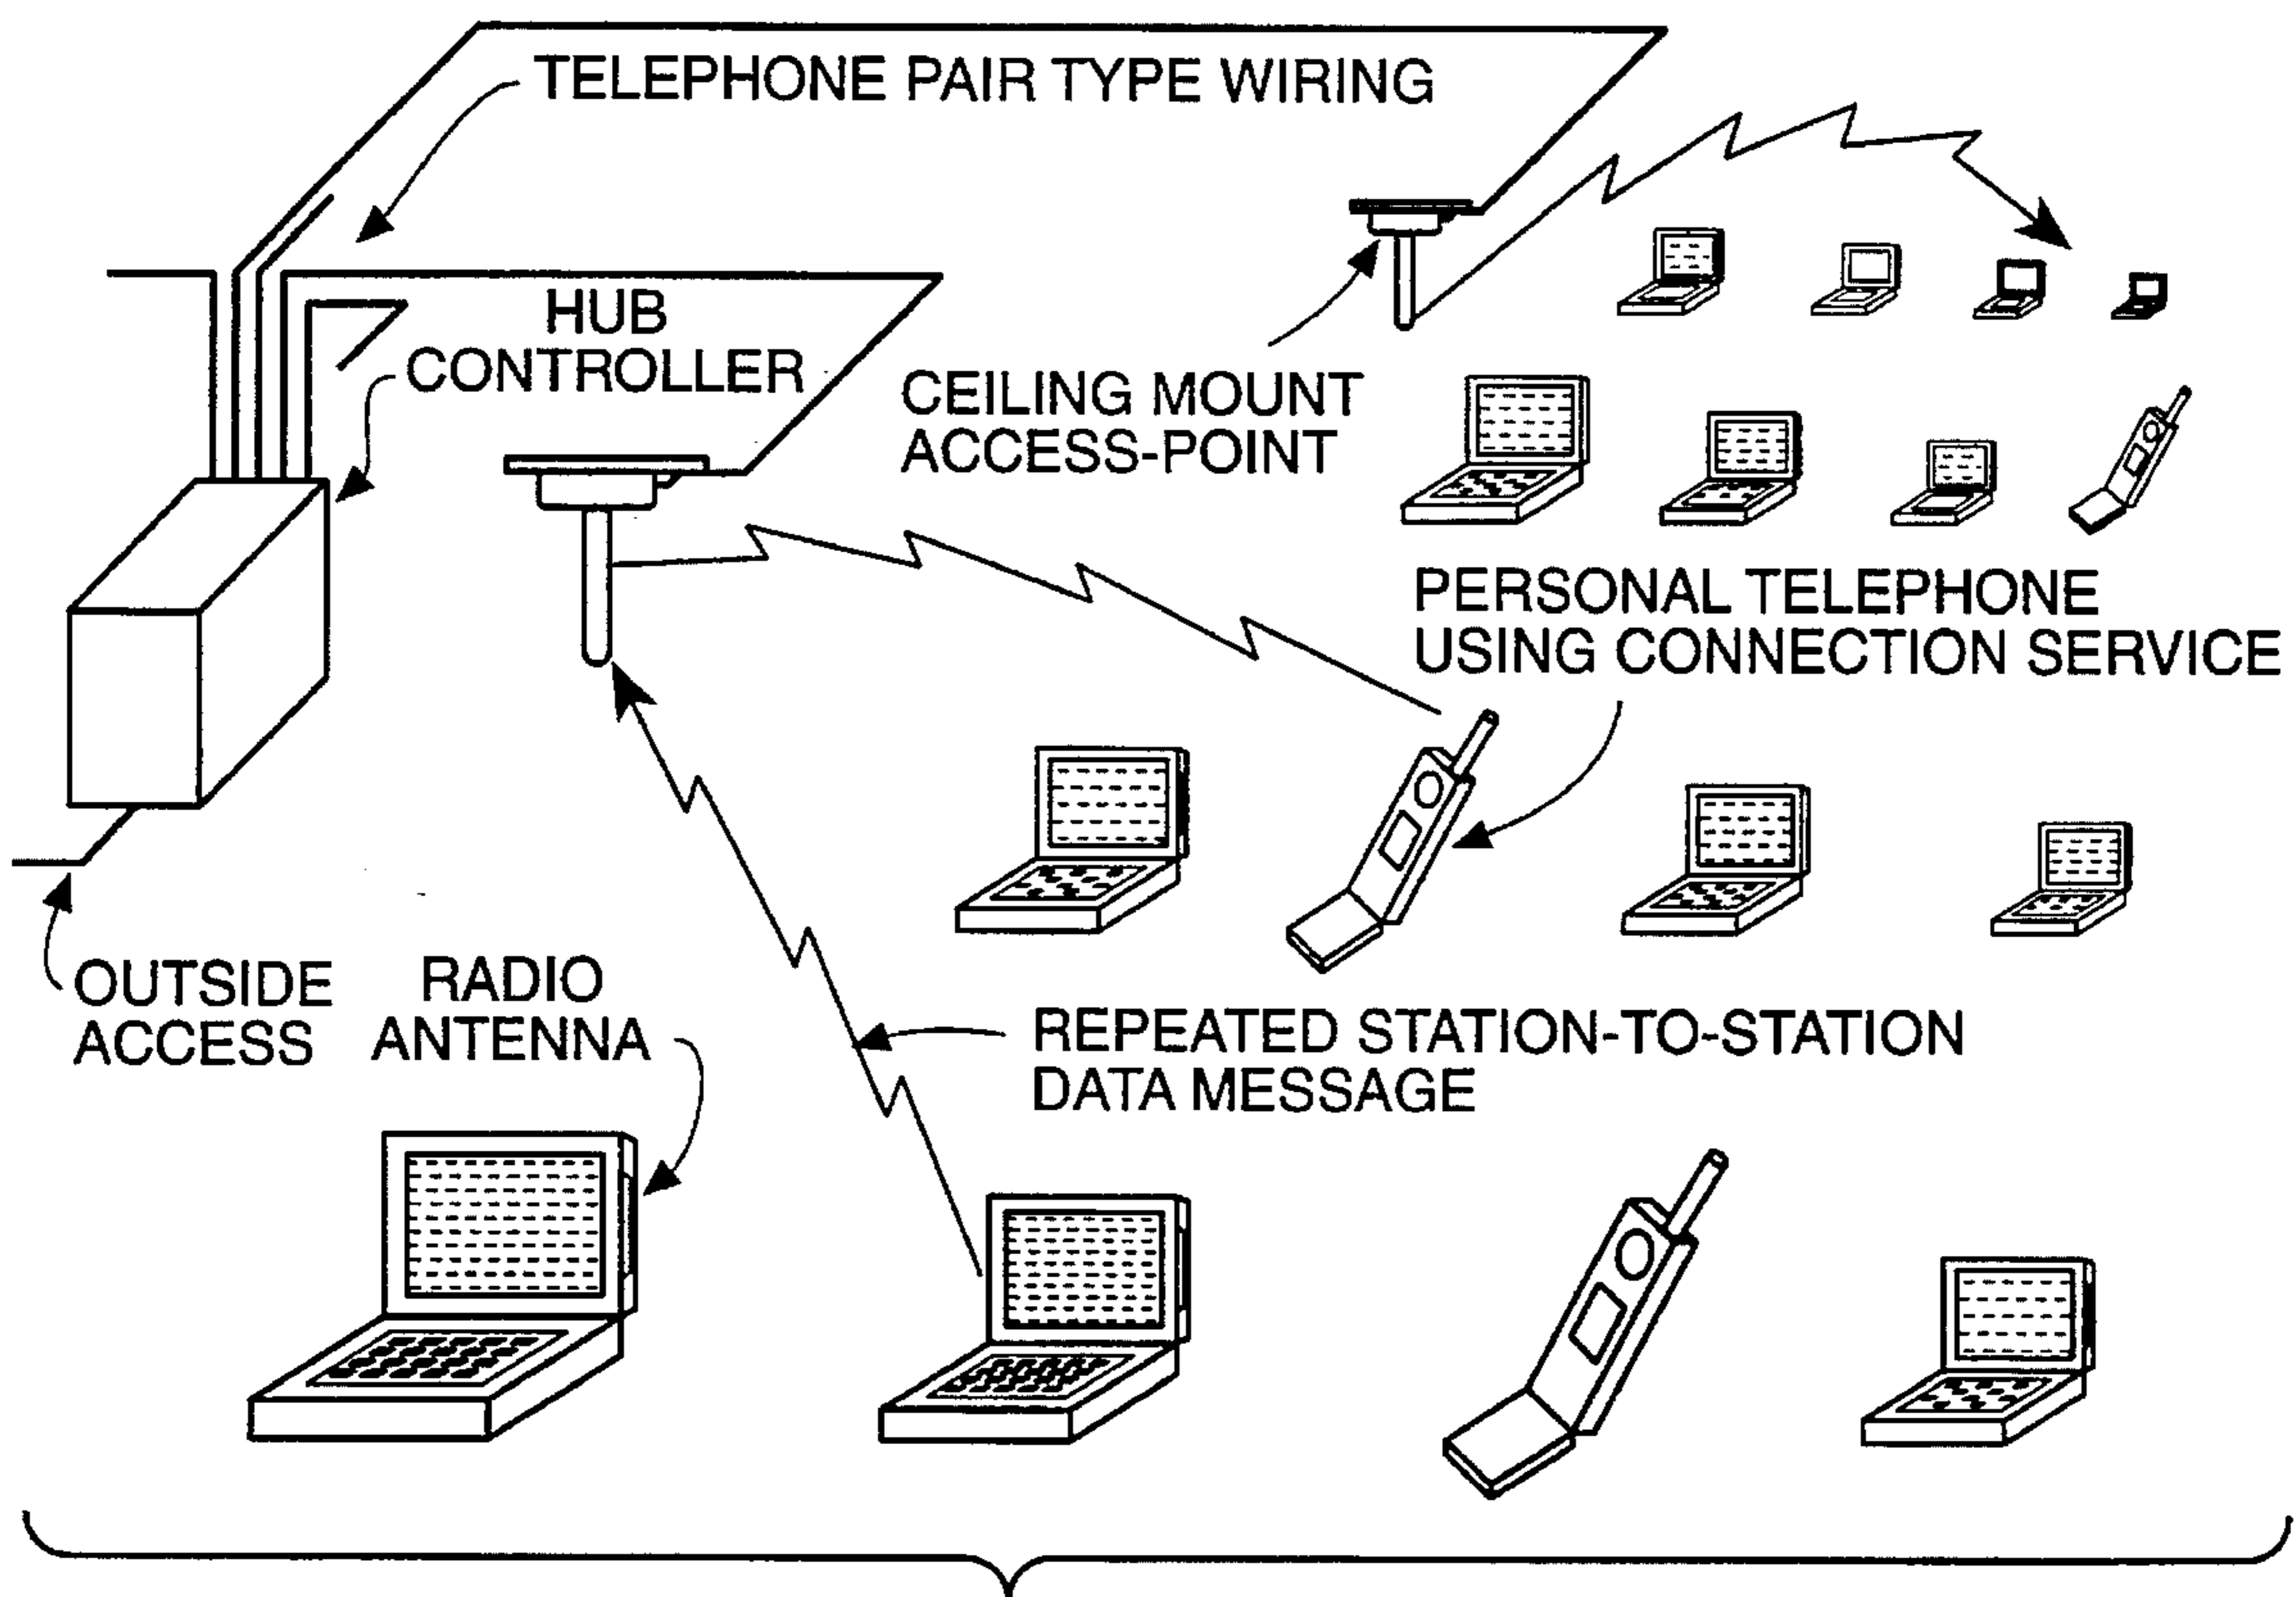 TELEPHONE PAIR TYPE WIRING
HUB
CONTROLLER
CEILING MOUNT
ACCESS-POINT
PERSONAL TELEPHONE
USING CONNECTION SERVICE
OUTSIDE
ACCESS
RADIO
ANTENNA
REPEATED STATION-TO-STATION
DATA MESSAGE